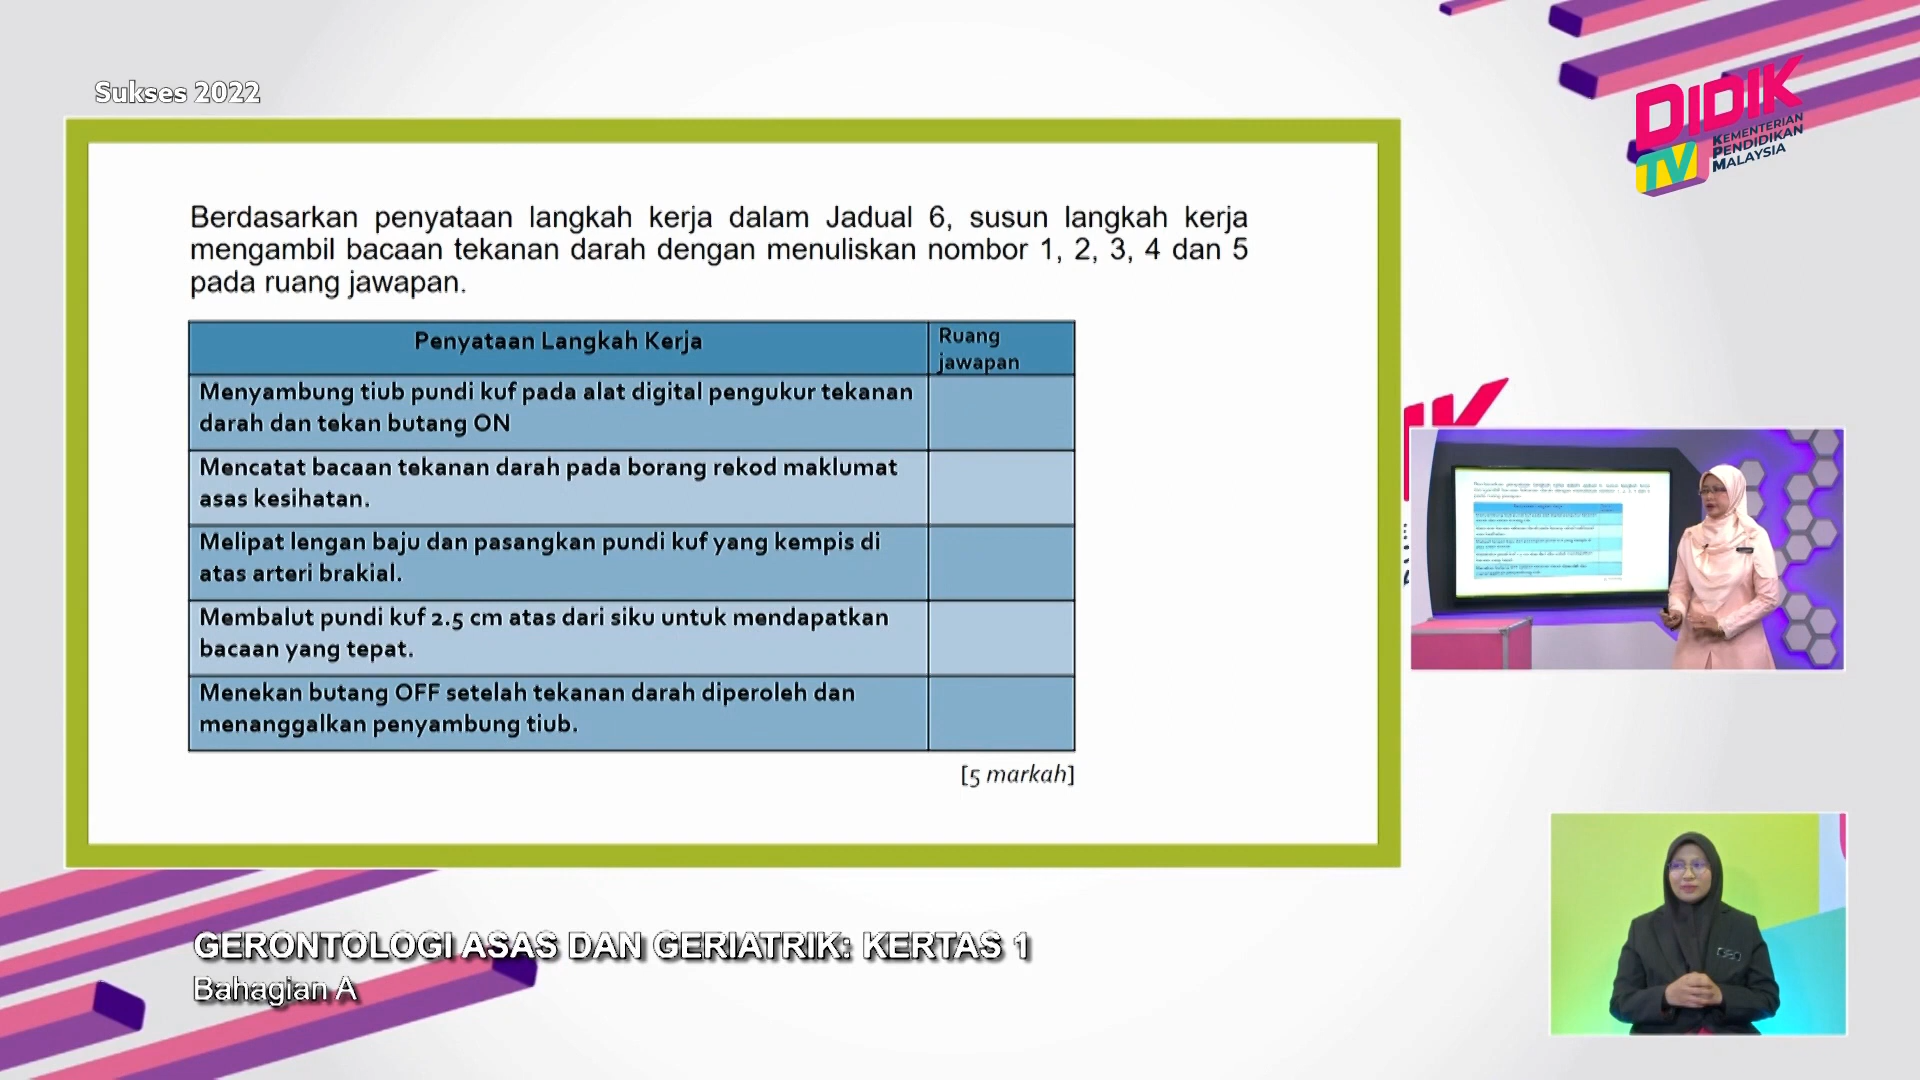 Sukses 2022
DIDIK
TV
KEMENTERIAN
PENDIDIKAN
MALAYSIA
Berdasarkan penyataan langkah kerja dalam Jadual 6, susun langkah kerja
mengambil bacaan tekanan darah dengan menuliskan nombor 1, 2, 3, 4 dan 5
pada ruang jawapan.
Penyataan Langkah Kerja
Ruang
jawapan
Menyambung tiub pundi kuf pada alat digital pengukur tekanan
darah dan tekan butang ON
Mencatat bacaan tekanan darah pada borang rekod maklumat
asas kesihatan.
Melipat lengan baju dan pasangkan pundi kuf yang kempis di
atas arteri brakial.
Membalut pundi kuf 2.5 cm atas dari siku untuk mendapatkan
bacaan yang tepat.
Menekan butang OFF setelah tekanan darah diperoleh dan
menanggalkan penyambung tiub.
[5 markah]
GERONTOLOGI ASAS DAN GERIATRIK: KERTAS 1
Bahagian A